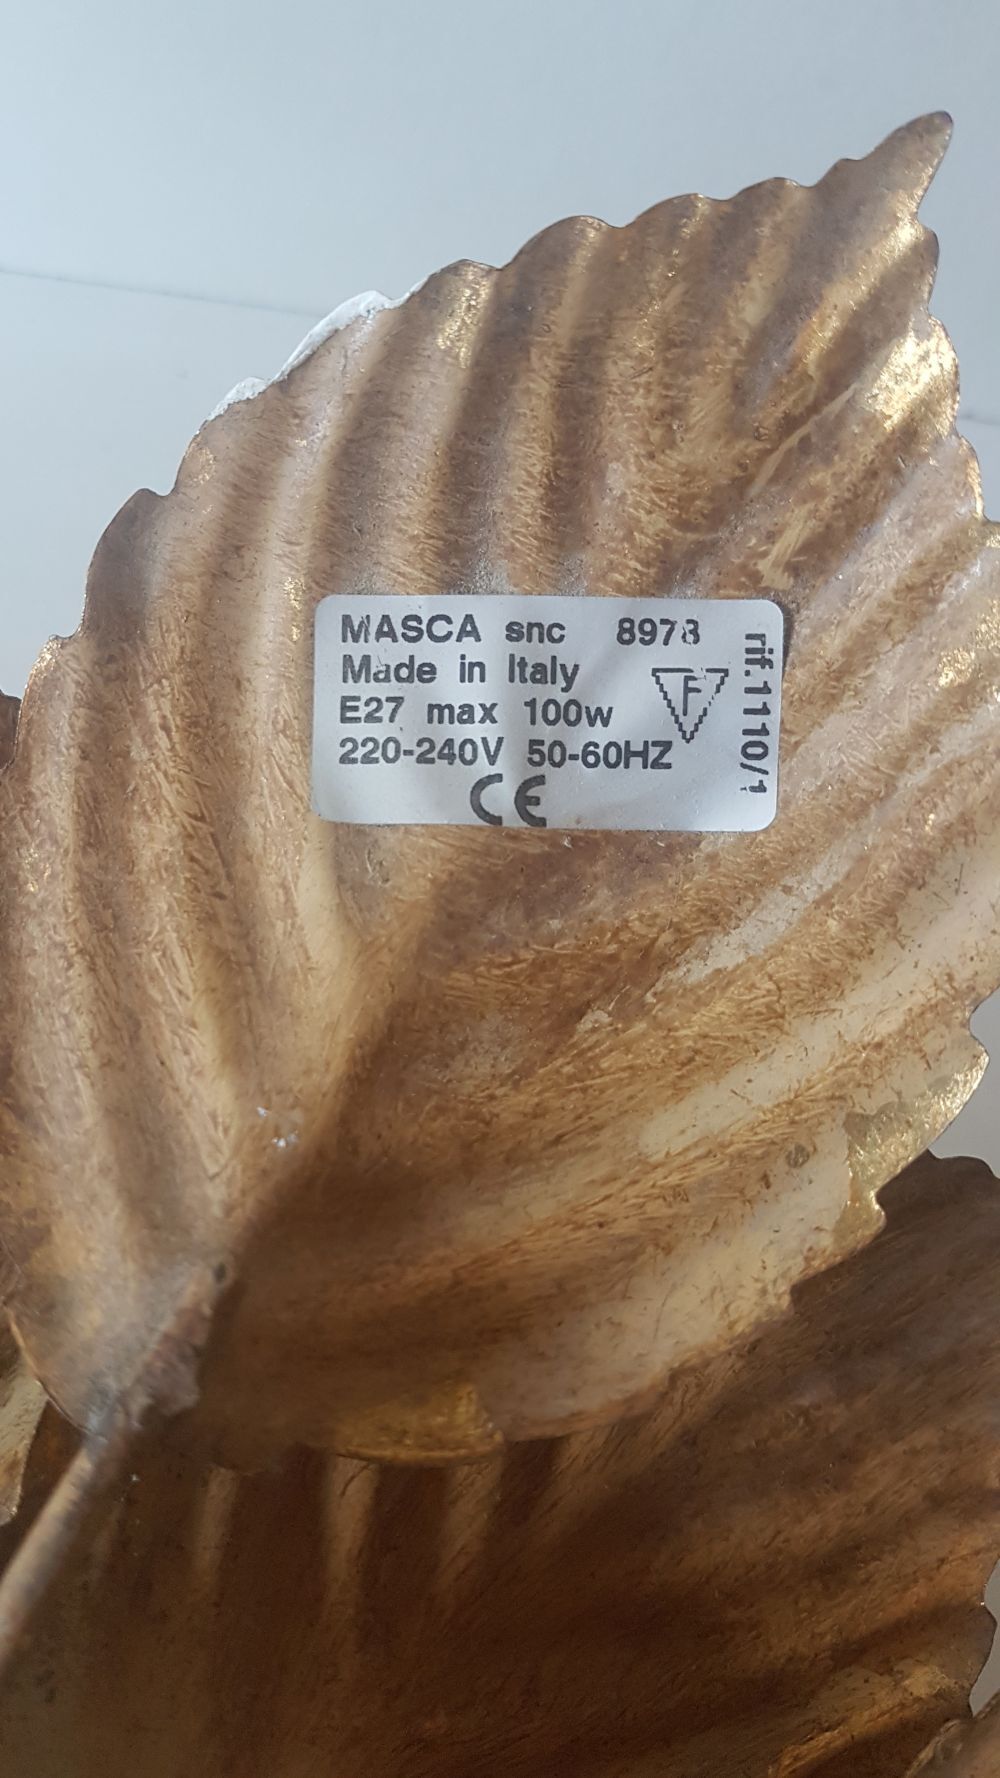 MASCA snc 8978
Made in Italy
E27 max 100w
220-240V 50-60HZ
CE
F
rif.1110/1